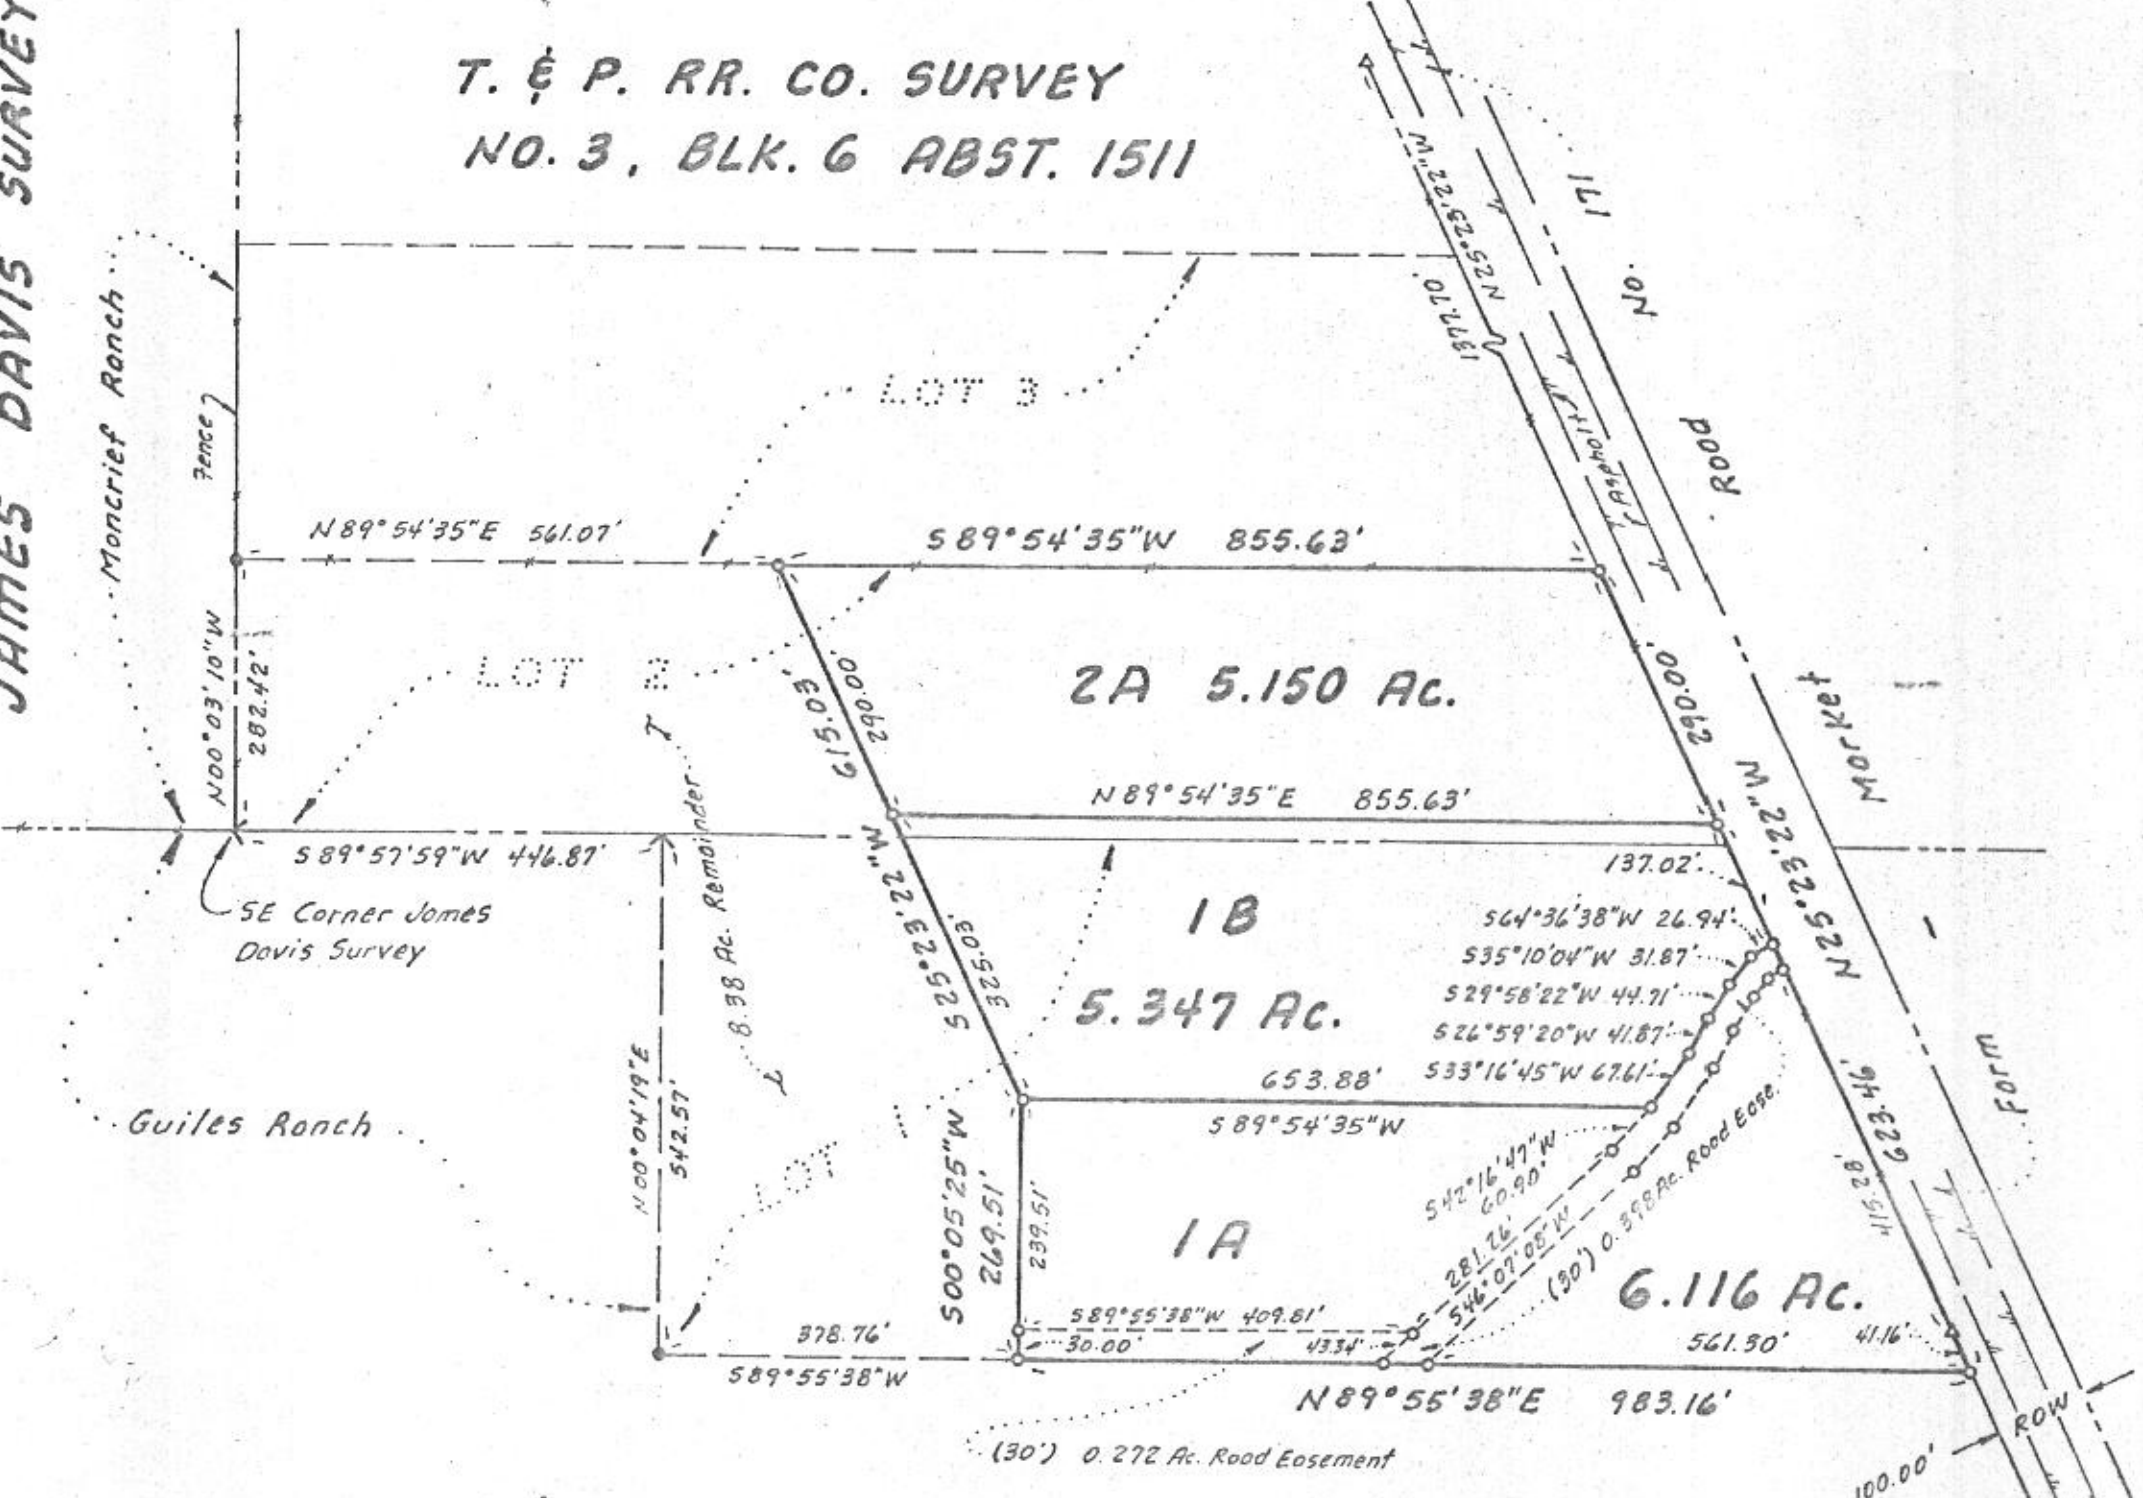 JAMES DAVIS SURVEY
T. & P. RR. CO. SURVEY
NO. 3, BLK. 6 ABST. 1511
Moncrief Ranch
Fence
N25°23'22"W
1397.70'
171
No.
Road
Market
Farm
Asphalt
LOT 3
N89°54'35"E 561.07'
S89°54'35"W 855.63'
N00°03'10"W
282.42'
LOT 2
615.03'
290.00'
2A 5.150 Ac.
290.00'
N89°54'35"E 855.63'
S89°57'59"W 446.87'
SE Corner James
Davis Survey
8.38 Ac. Remainder
S25°23'22"W
325.03'
1B
5.347 Ac.
137.02'
S64°36'38"W 26.94'
S35°10'04"W 31.87'
S29°58'22"W 44.71'
S26°59'20"W 41.87'
S33°16'45"W 67.61'
N25°23'22"W
623.46'
653.88'
S89°54'35"W
Guiles Ranch
N00°04'19"E
542.57'
LOT 1
S00°05'25"W
269.51'
239.51'
S42°16'47"W
60.90'
281.26'
S46°07'08"W
(30') 0.398 Ac. Road Ease.
415.28'
1A
6.116 Ac.
S89°55'38"W 409.81'
30.00'
43.34'
561.30'
41.16'
378.76'
S89°55'38"W
N89°55'38"E 983.16'
(30') 0.272 Ac. Road Easement
ROW
100.00'